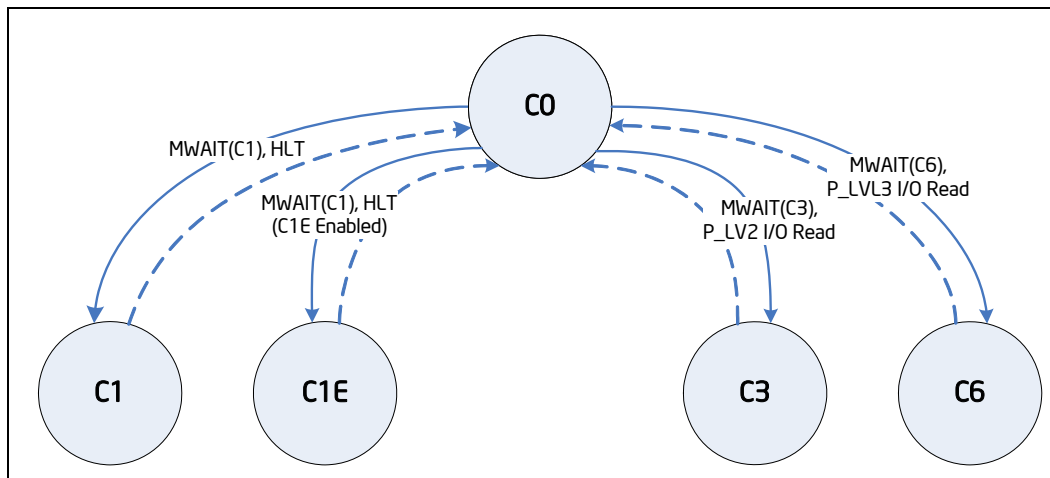 C0
MWAIT(C1), HLT
MWAIT(C1), HLT
(C1E Enabled)
MWAIT(C3),
P_LV2 I/O Read
MWAIT(C6),
P_LVL3 I/O Read
C1
C1E
C3
C6